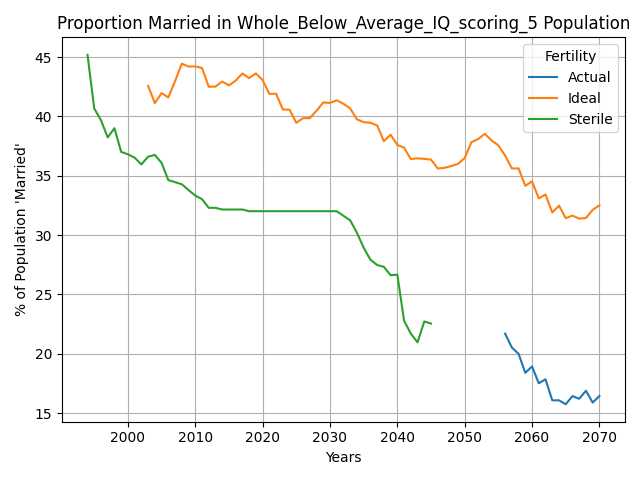 Proportion Married in Whole_Below_Average_IQ_scoring_5 Population
Fertility
Actual
Ideal
Sterile
% of Population 'Married'
45
40
35
30
25
20
15
2000 2010 2020 2030 2040 2050 2060 2070
Years